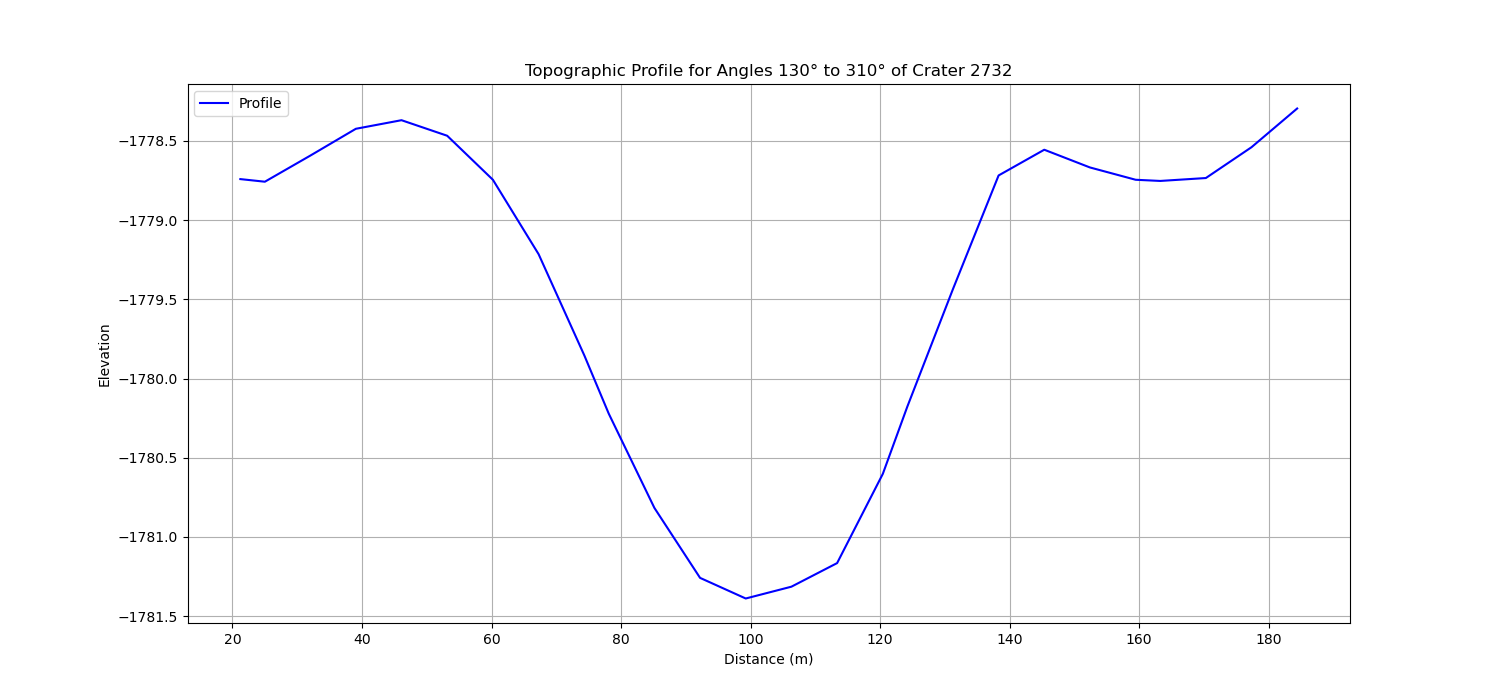 Topographic Profile for Angles 130° to 310° of Crater 2732
Profile
−1778.5
−1779.0
−1779.5
−1780.0
−1780.5
−1781.0
−1781.5
Elevation
20 40 60 80 100 120 140 160 180
Distance (m)